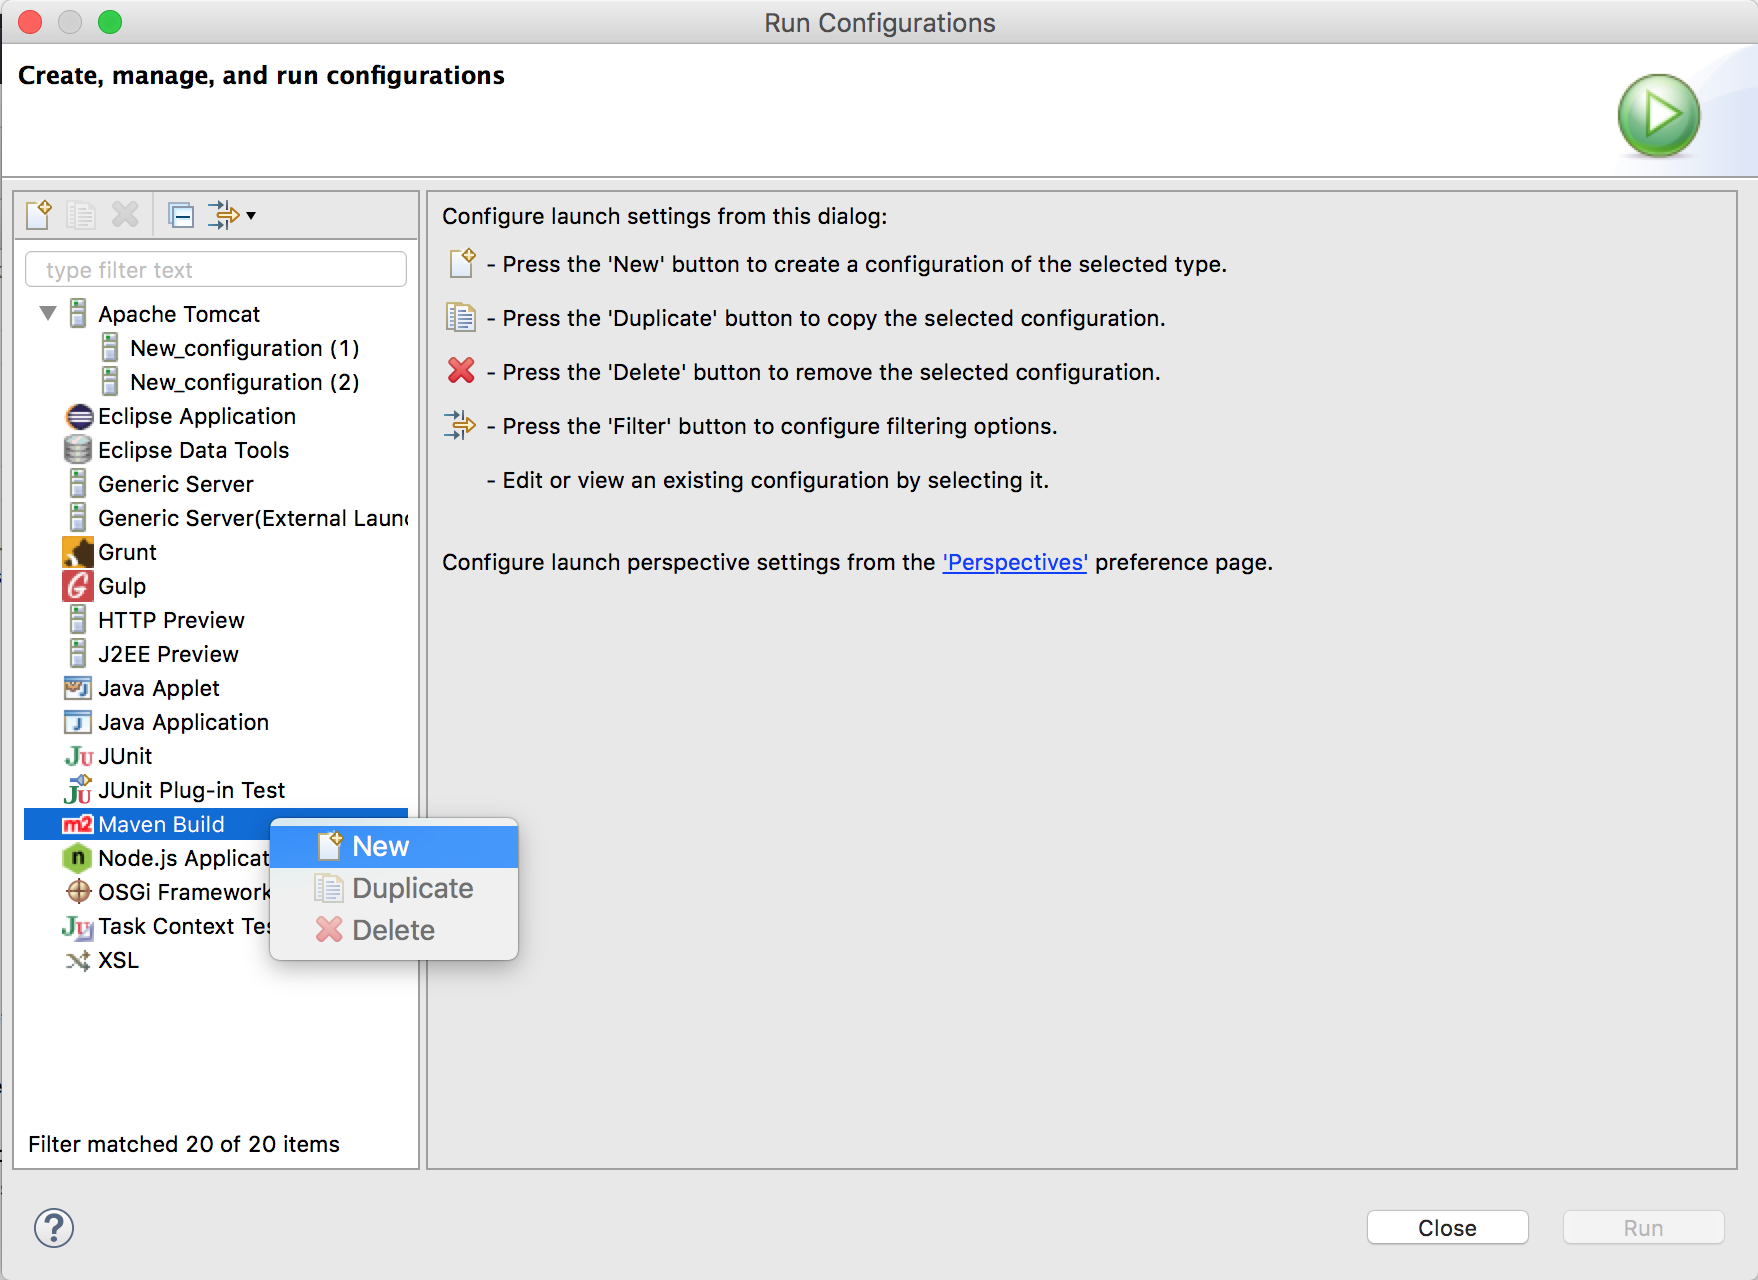 Run Configurations
Create, manage, and run configurations
type filter text
Apache Tomcat
New_configuration (1)
New_configuration (2)
Eclipse Application
Eclipse Data Tools
Generic Server
Generic Server(External Laun
Grunt
Gulp
HTTP Preview
J2EE Preview
Java Applet
Java Application
JUnit
JUnit Plug-in Test
m2 Maven Build
Node.js Applicat
OSGi Framework
Task Context Tes
XSL
New
Duplicate
Delete
Filter matched 20 of 20 items
Configure launch settings from this dialog:
- Press the 'New' button to create a configuration of the selected type.
- Press the 'Duplicate' button to copy the selected configuration.
- Press the 'Delete' button to remove the selected configuration.
- Press the 'Filter' button to configure filtering options.
- Edit or view an existing configuration by selecting it.
Configure launch perspective settings from the 'Perspectives' preference page.
Close
Run